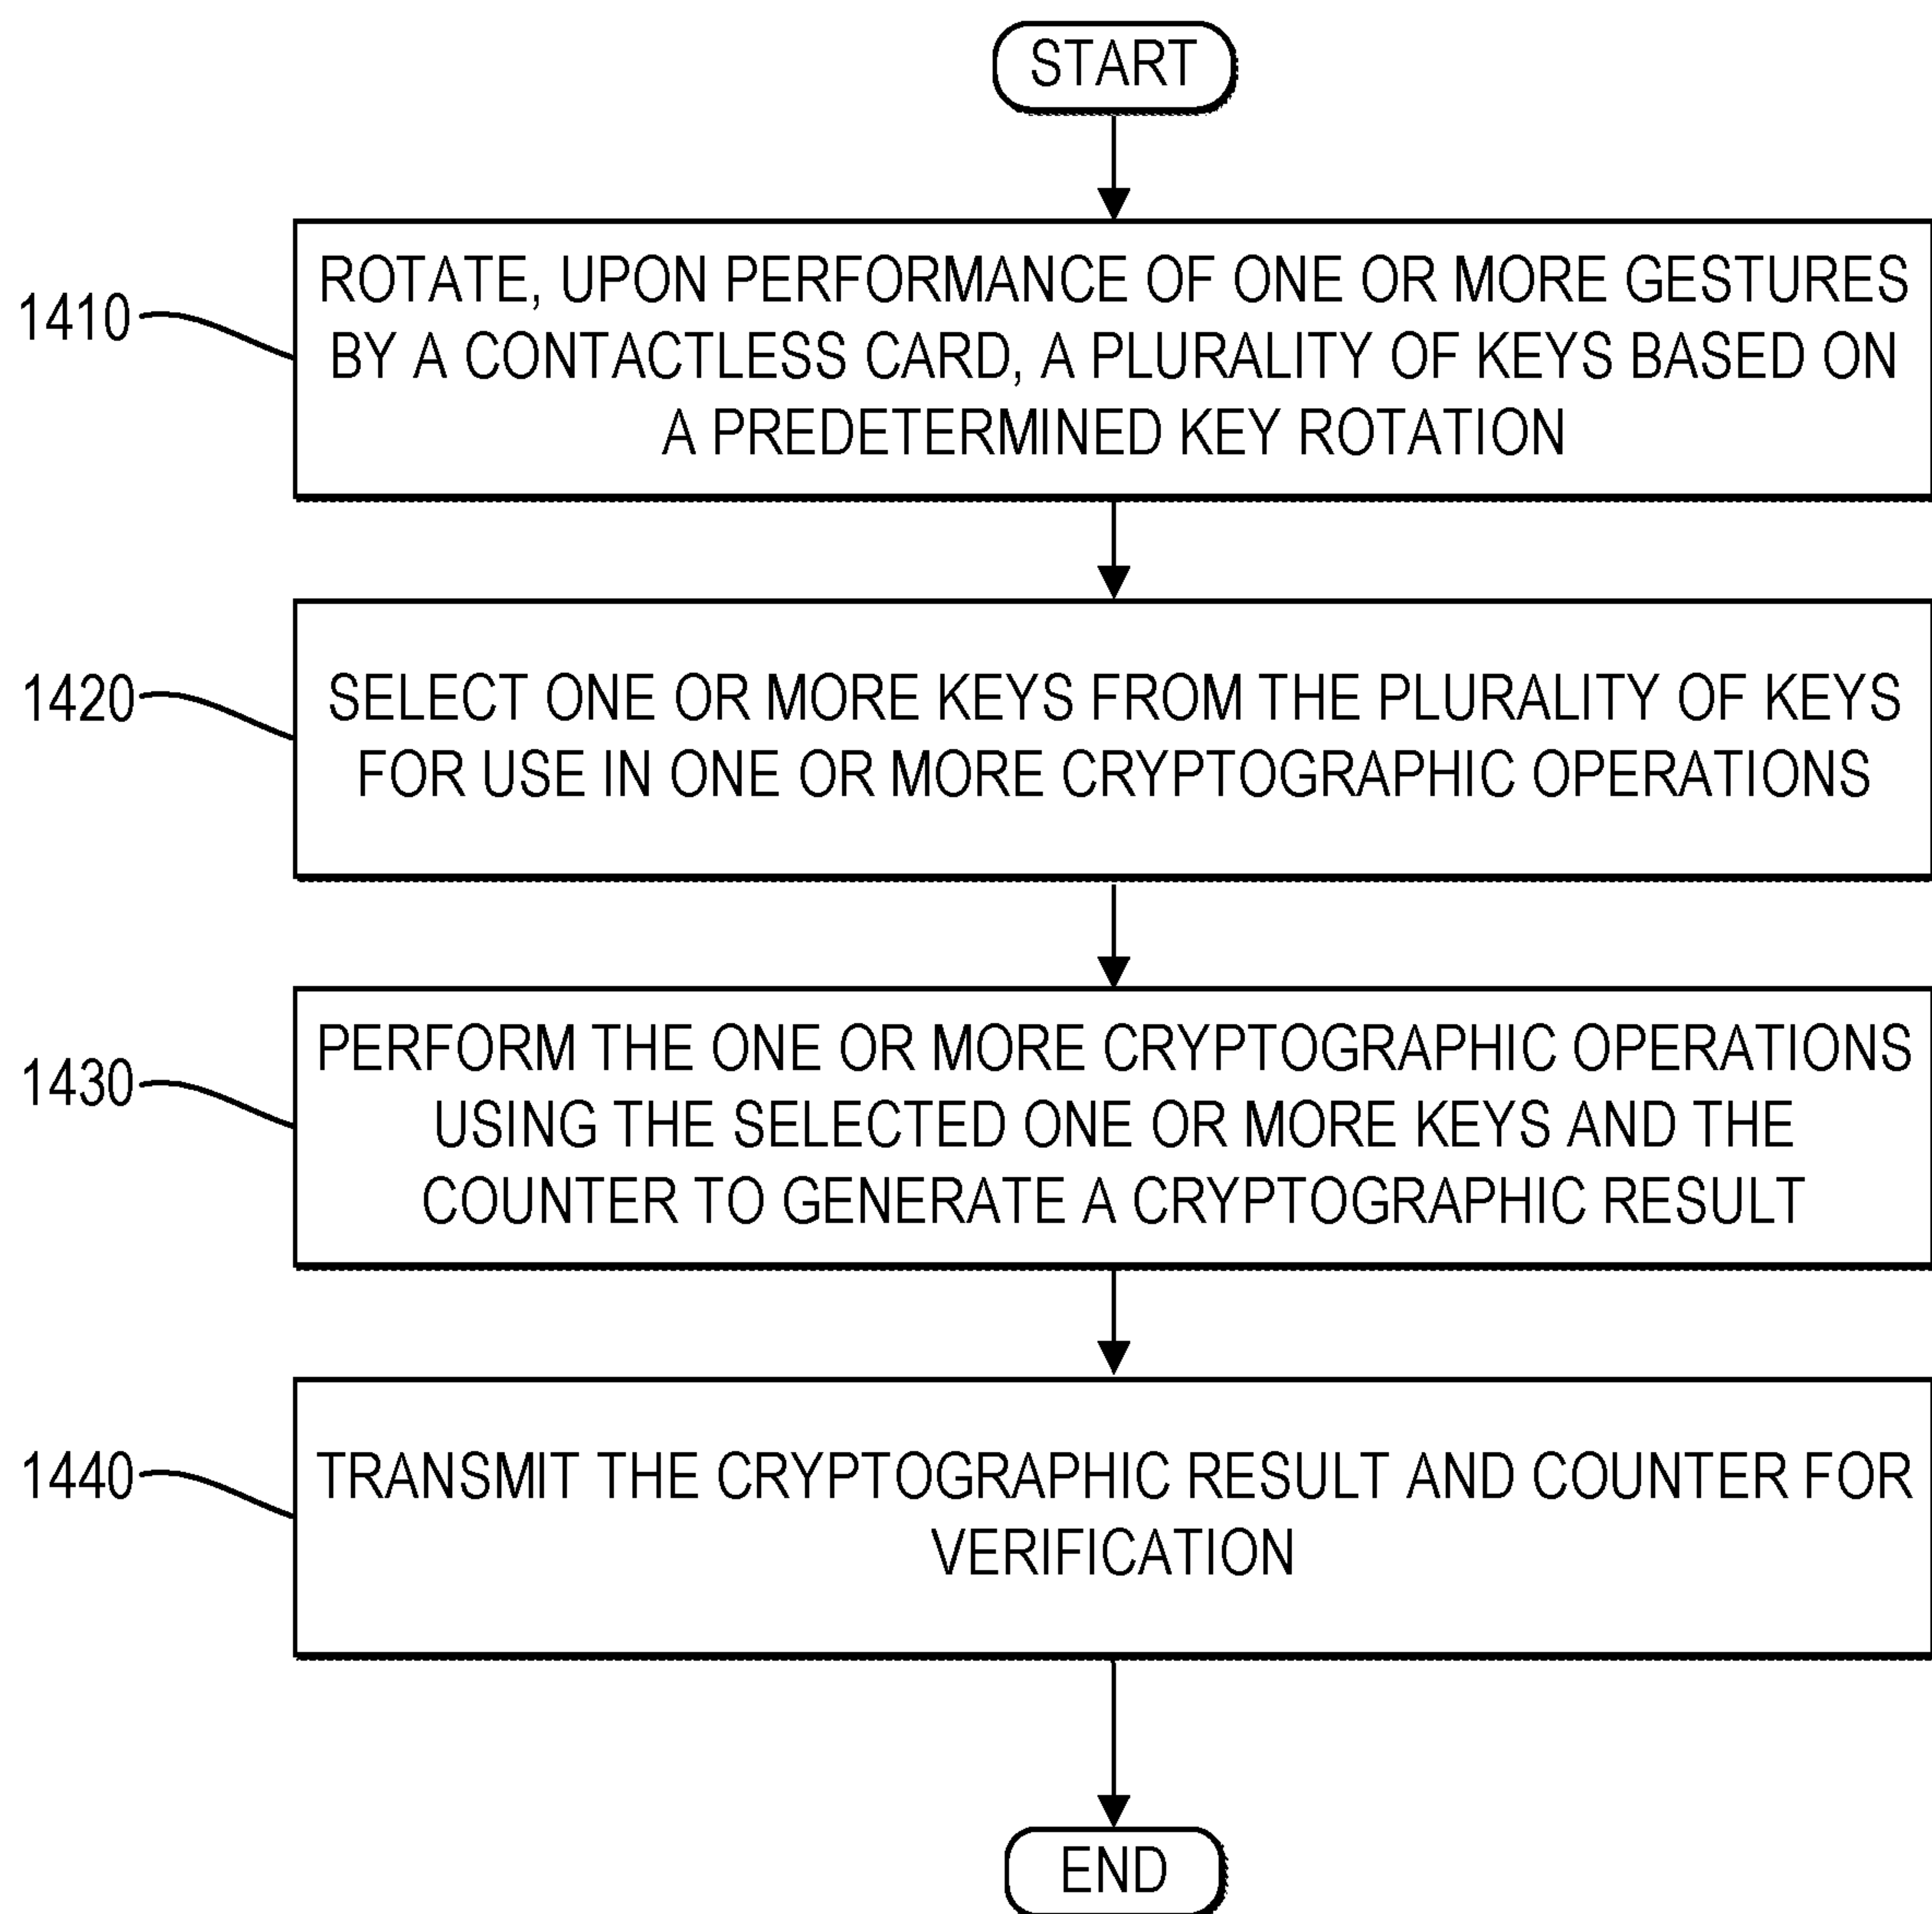 START
1410
ROTATE, UPON PERFORMANCE OF ONE OR MORE GESTURES
BY A CONTACTLESS CARD, A PLURALITY OF KEYS BASED ON
A PREDETERMINED KEY ROTATION
1420
SELECT ONE OR MORE KEYS FROM THE PLURALITY OF KEYS
FOR USE IN ONE OR MORE CRYPTOGRAPHIC OPERATIONS
1430
PERFORM THE ONE OR MORE CRYPTOGRAPHIC OPERATIONS
USING THE SELECTED ONE OR MORE KEYS AND THE
COUNTER TO GENERATE A CRYPTOGRAPHIC RESULT
1440
TRANSMIT THE CRYPTOGRAPHIC RESULT AND COUNTER FOR
VERIFICATION
END